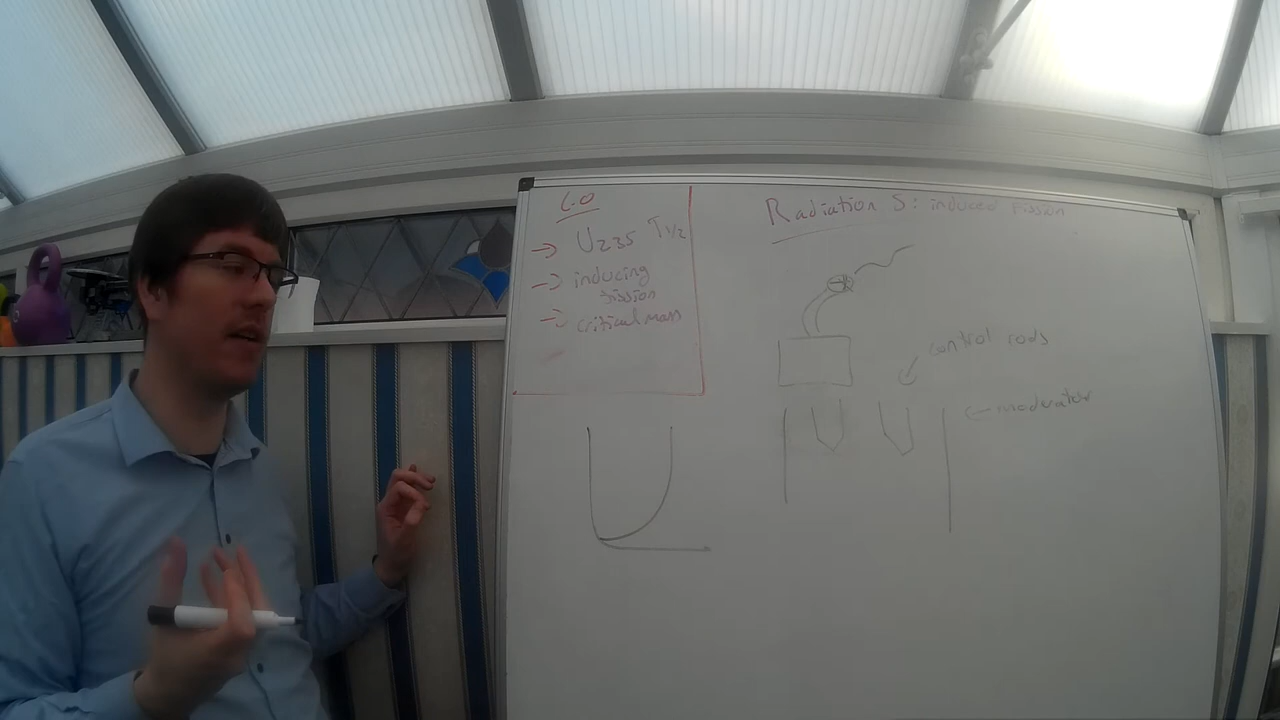 L.O
→ U235 T1/2
→ inducing
fission
→ critical mass
Radiation 5: induced fission
control rods
← moderator